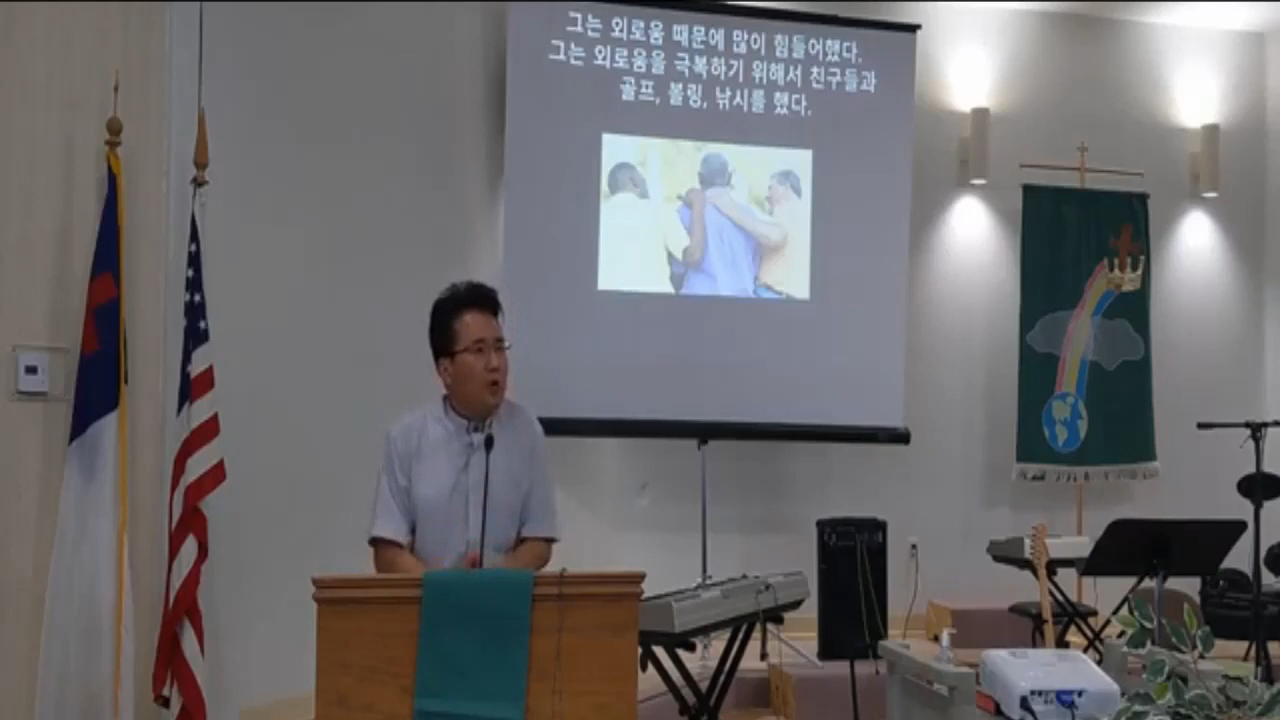 그는 외로움 때문에 많이 힘들어했다.
그는 외로움을 극복하기 위해서 친구들과
골프, 볼링, 낚시를 했다.